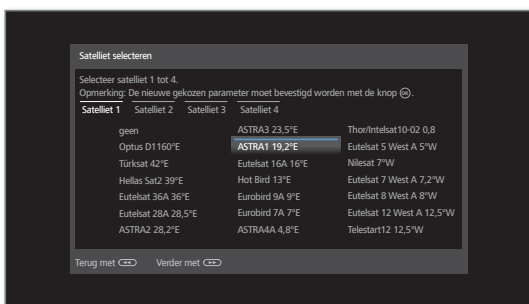 Satelliet selecteren
Selecteer satelliet 1 tot 4.
Opmerking: De nieuwe gekozen parameter moet bevestigd worden met de knop OK.
Satelliet 1 Satelliet 2 Satelliet 3 Satelliet 4
geen ASTRA3 23,5°E Thor/Intelsat10-02 0,8
Optus D1160°E ASTRA1 19,2°E Eutelsat 5 West A 5°W
Türksat 42°E Eutelsat 16A 16°E Nilesat 7°W
Hellas Sat2 39°E Hot Bird 13°E Eutelsat 7 West A 7,2°W
Eutelsat 36A 36°E Eurobird 9A 9°E Eutelsat 8 West A 8°W
Eutelsat 28A 28,5°E Eurobird 7A 7°E Eutelsat 12 West A 12,5°W
ASTRA2 28,2°E ASTRA4A 4,8°E Telestart12 12,5°W
Terug met Verder met